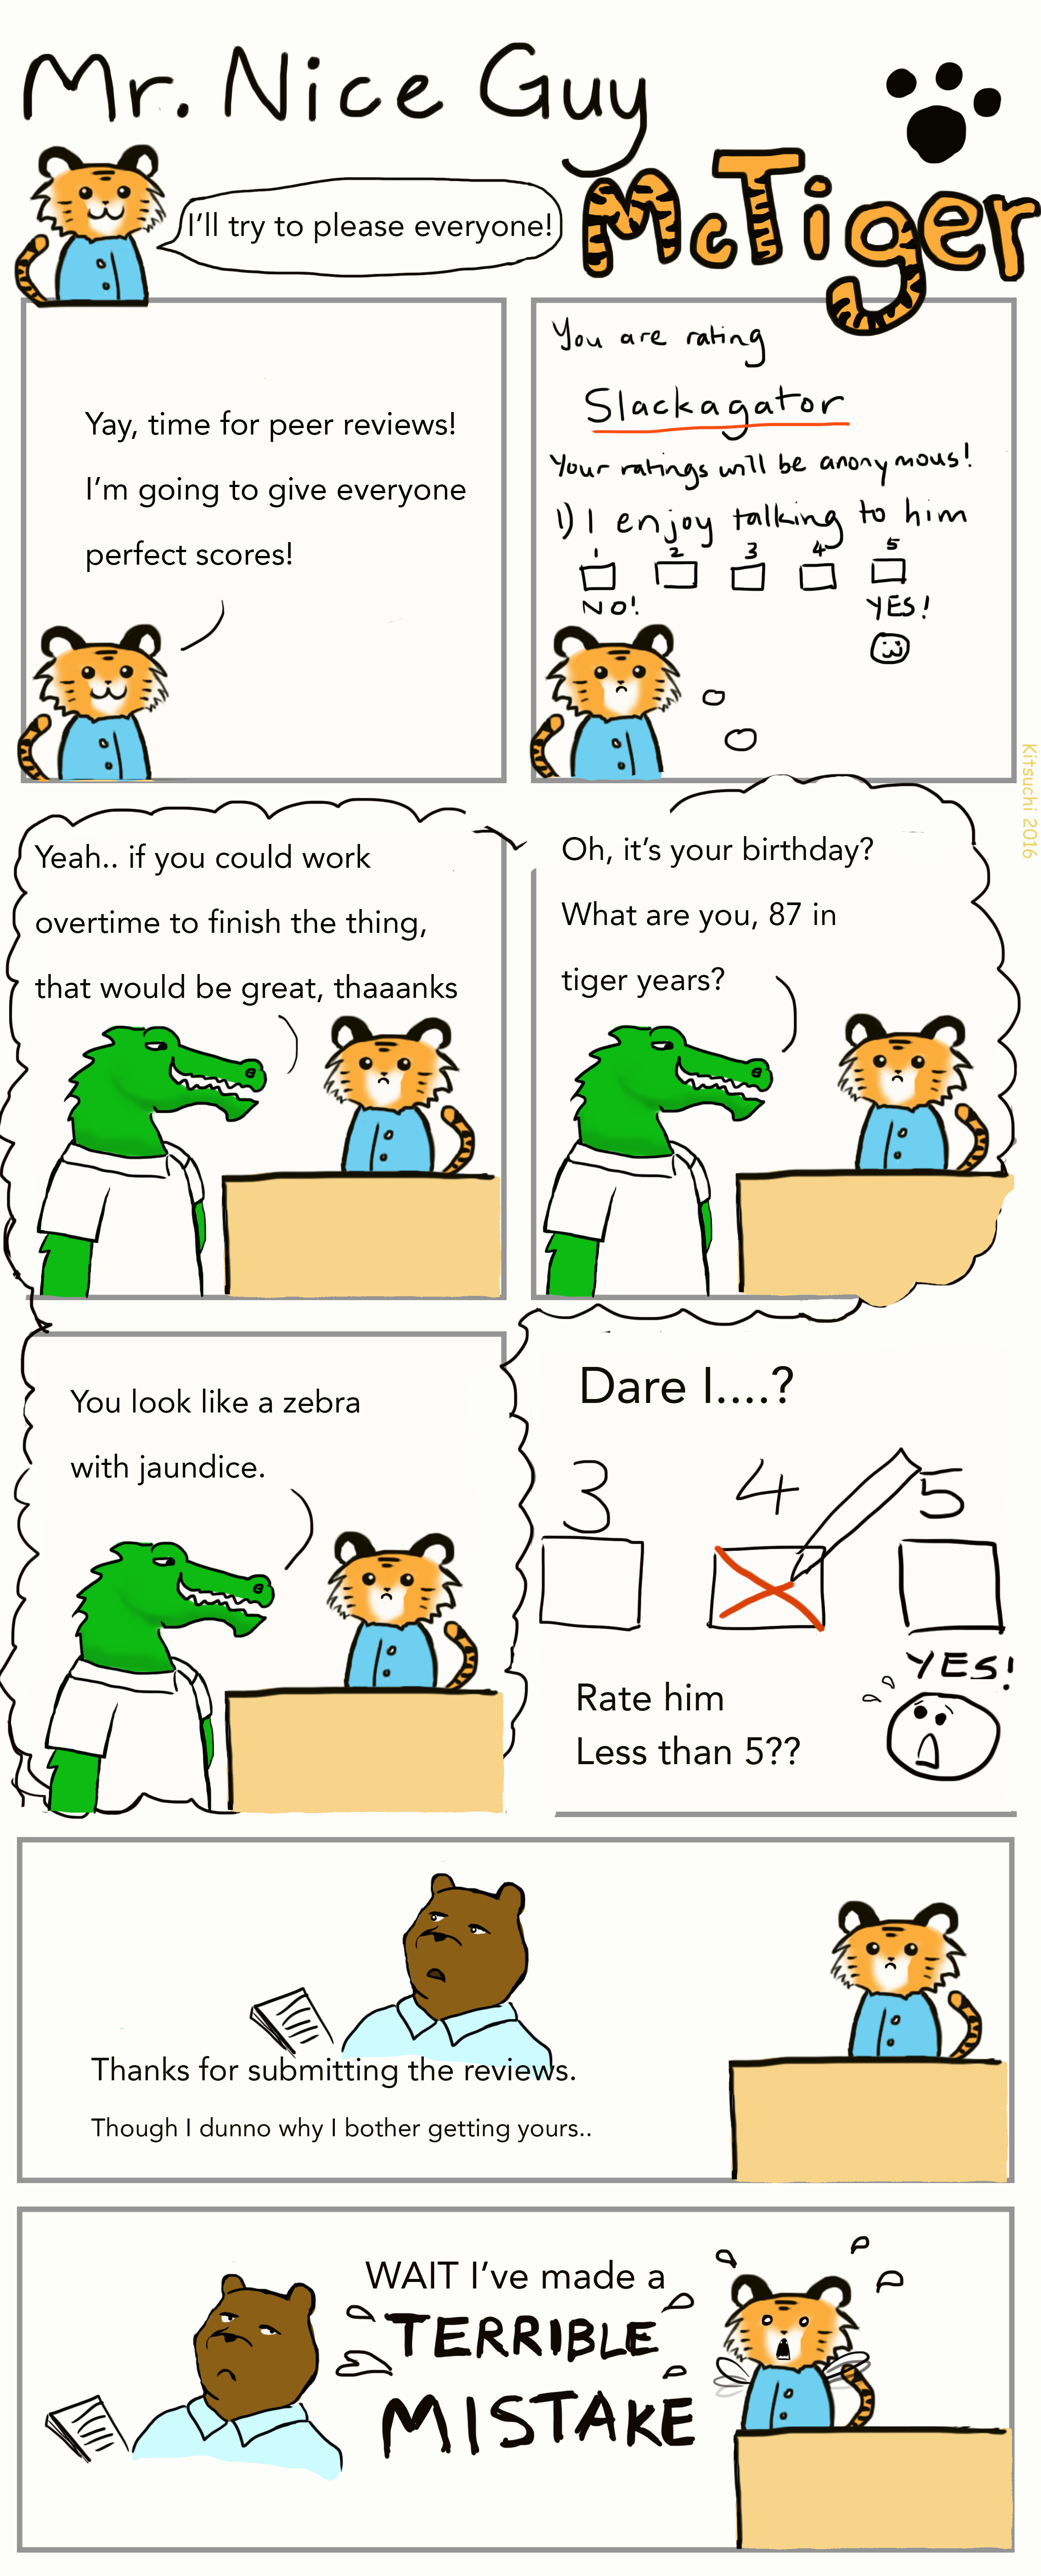 Mr. Nice Guy
McTiger
I'll try to please everyone!
Yay, time for peer reviews!
I'm going to give everyone
perfect scores!
You are rating
Slackagator
Your ratings will be anonymous!
1) I enjoy talking to him
1 2 3 4 5
NO! YES!
Kitsuchi 2016
Yeah.. if you could work
overtime to finish the thing,
that would be great, thaaanks
Oh, it's your birthday?
What are you, 87 in
tiger years?
You look like a zebra
with jaundice.
Dare I....?
3 4 5
YES!
Rate him
Less than 5??
Thanks for submitting the reviews.
Though I dunno why I bother getting yours..
WAIT I've made a
TERRIBLE
MISTAKE